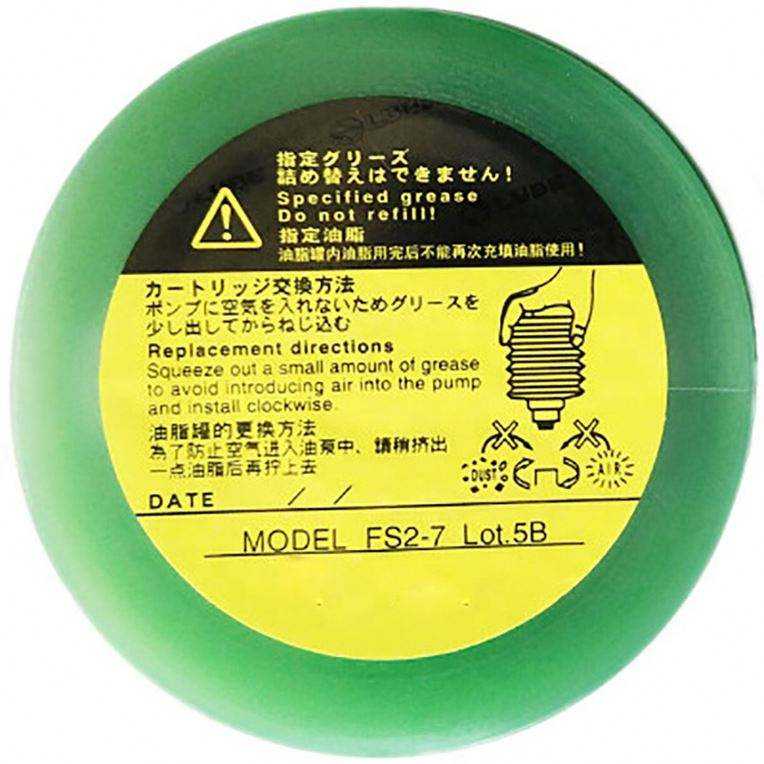 指定グリーズ
詰め替えはできません!
Specified grease
Do not refill!
指定油脂
油脂罐内油脂用完后不能再次充填油脂使用!
カートリッジ交換方法
ポンプに空気を入れないためグリースを
少し出してからねじ込む
Replacement directions
Squeeze out a small amount of grease
to avoid introducing air into the pump
and install clockwise.
油脂罐的更换方法
為了防止空气进入油泵中、請稍挤出
一点油脂后再拧上去
DUST
AIR
DATE / /
MODEL FS2-7 Lot.5B